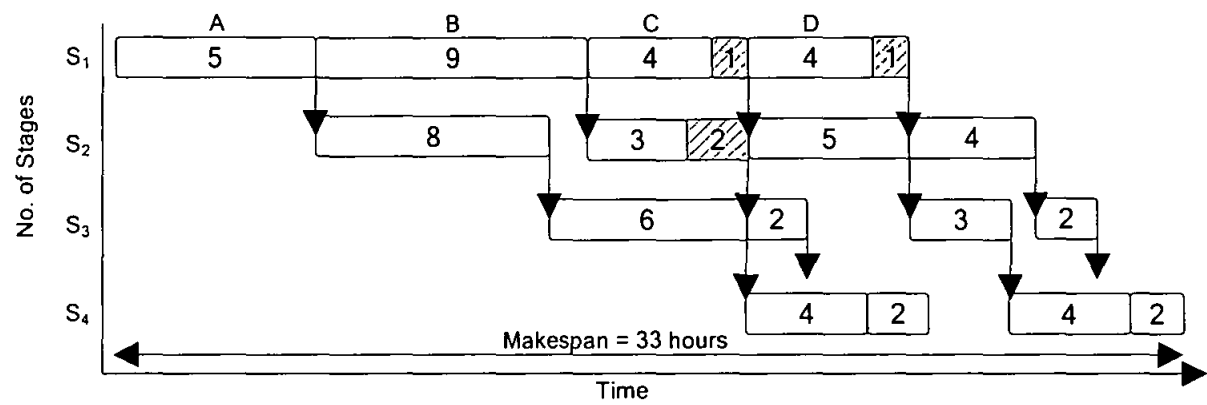 A B C D
S₁ 5 9 4 1 4 1
S₂ 8 3 2 5 4
S₃ 6 2 3 2
S₄ 4 2 4 2
No. of Stages
Makespan = 33 hours
Time